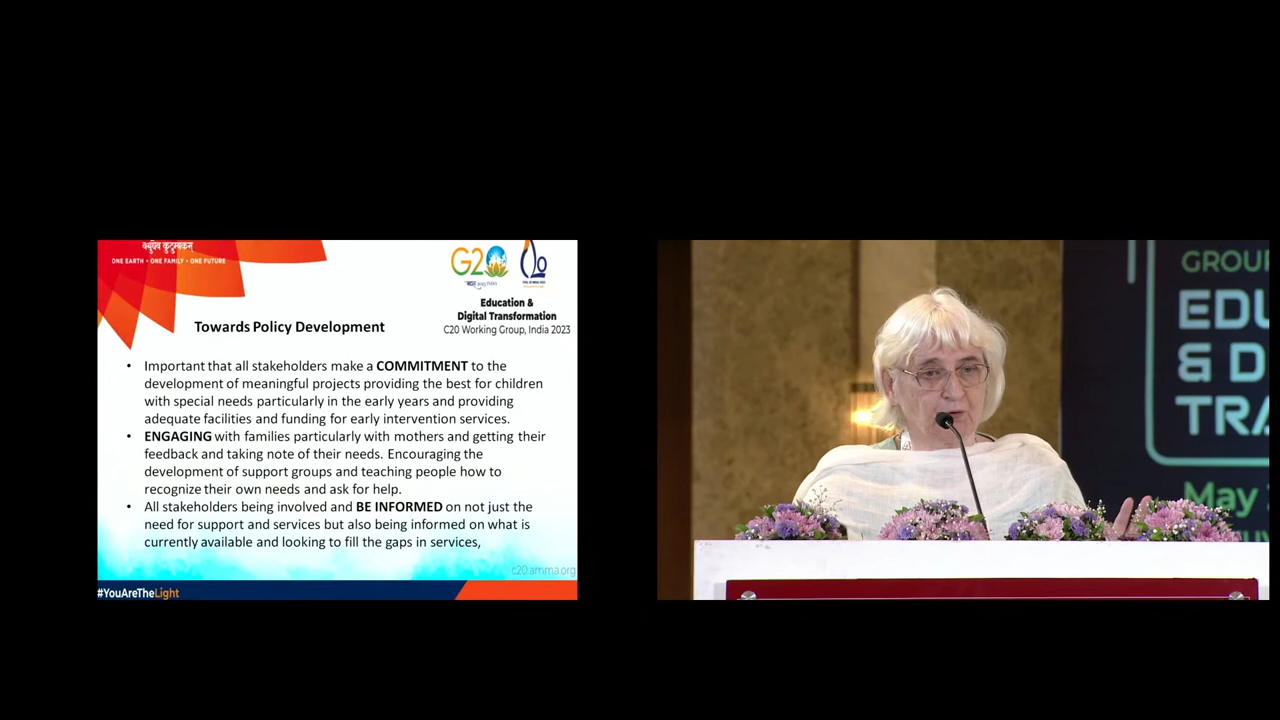 वसुधैव कुटुम्बकम्
ONE EARTH • ONE FAMILY • ONE FUTURE
G20
Education &
Digital Transformation
C20 Working Group, India 2023
Towards Policy Development
• Important that all stakeholders make a COMMITMENT to the
development of meaningful projects providing the best for children
with special needs particularly in the early years and providing
adequate facilities and funding for early intervention services.
• ENGAGING with families particularly with mothers and getting their
feedback and taking note of their needs. Encouraging the
development of support groups and teaching people how to
recognize their own needs and ask for help.
• All stakeholders being involved and BE INFORMED on not just the
need for support and services but also being informed on what is
currently available and looking to fill the gaps in services,
c20.amma.org
#YouAreTheLight
GROUP
EDU
& D
TRA
May